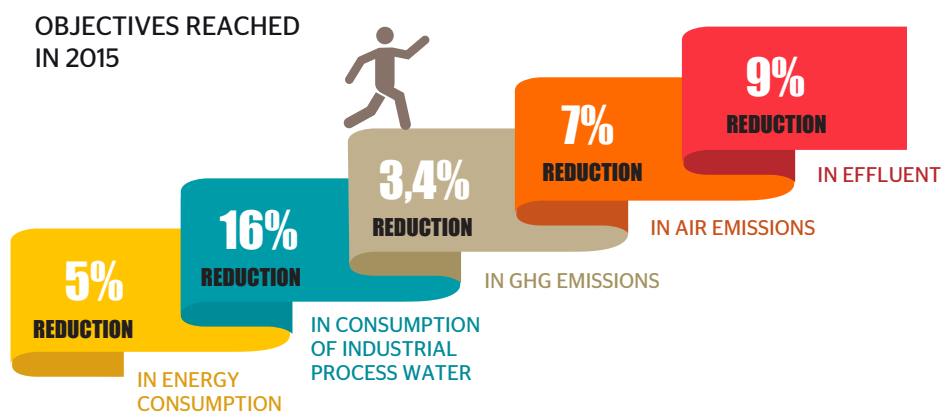 OBJECTIVES REACHED
IN 2015
5%
REDUCTION
IN ENERGY
CONSUMPTION
16%
REDUCTION
IN CONSUMPTION
OF INDUSTRIAL
PROCESS WATER
3,4%
REDUCTION
IN GHG EMISSIONS
7%
REDUCTION
IN AIR EMISSIONS
9%
REDUCTION
IN EFFLUENT